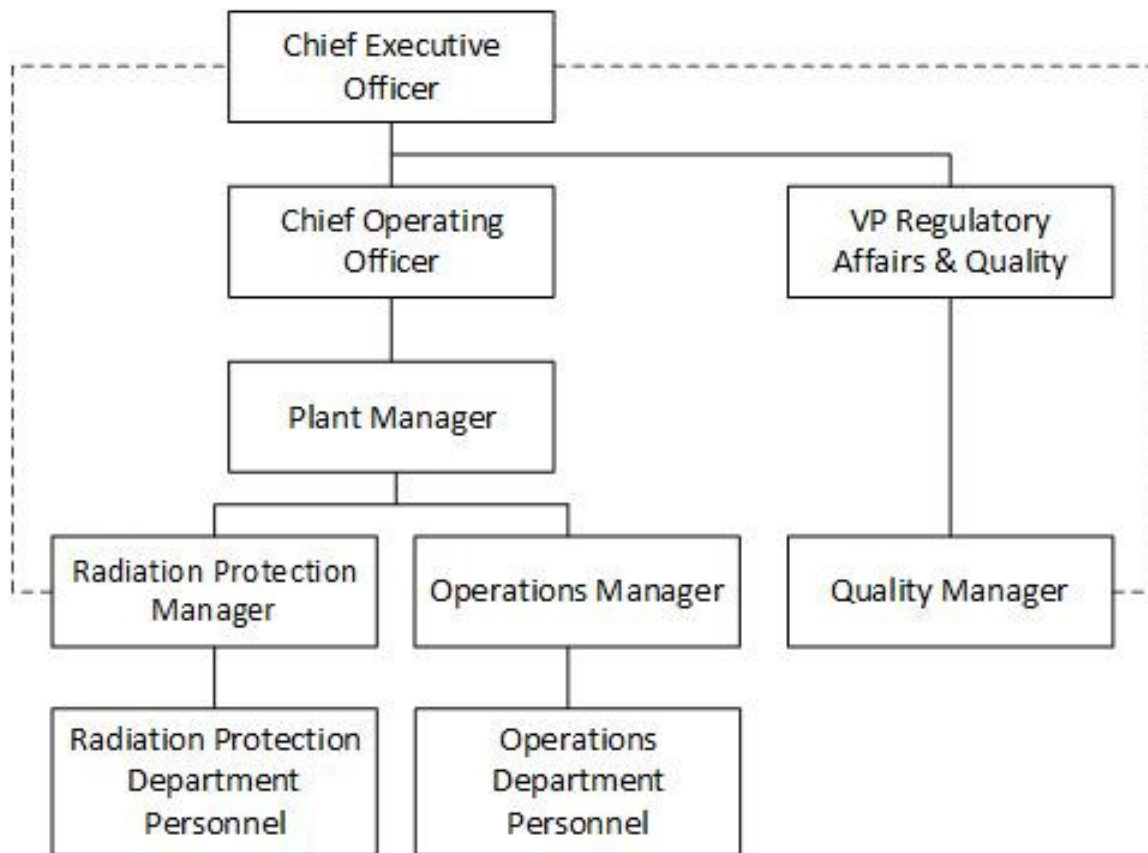 Chief Executive
Officer
Chief Operating
Officer
VP Regulatory
Affairs & Quality
Plant Manager
Radiation Protection
Manager
Operations Manager
Quality Manager
Radiation Protection
Department
Personnel
Operations
Department
Personnel